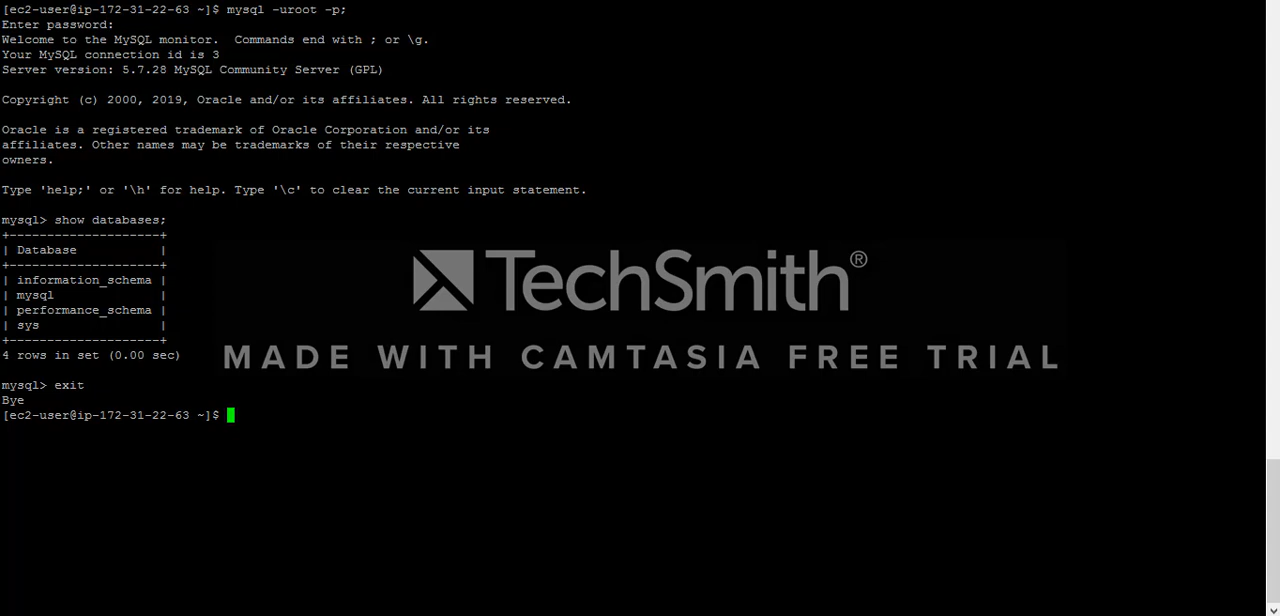 [ec2-user@ip-172-31-22-63 ~]$ mysql -uroot -p;
Enter password:
Welcome to the MySQL monitor.  Commands end with ; or \g.
Your MySQL connection id is 3
Server version: 5.7.28 MySQL Community Server (GPL)
Copyright (c) 2000, 2019, Oracle and/or its affiliates. All rights reserved.
Oracle is a registered trademark of Oracle Corporation and/or its
affiliates. Other names may be trademarks of their respective
owners.
Type 'help;' or '\h' for help. Type '\c' to clear the current input statement.
mysql> show databases;
+--------------------+
| Database           |
+--------------------+
| information_schema |
| mysql              |
| performance_schema |
| sys                |
+--------------------+
4 rows in set (0.00 sec)
mysql> exit
Bye
[ec2-user@ip-172-31-22-63 ~]$
TechSmith®
MADE WITH CAMTASIA FREE TRIAL